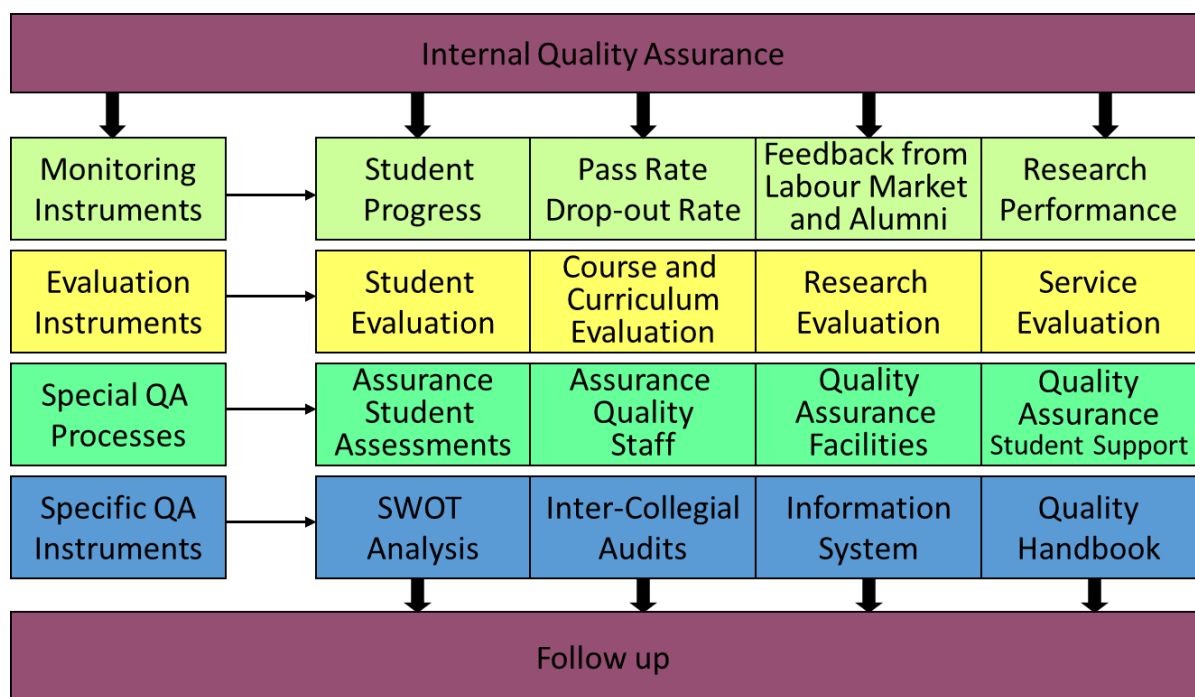 Internal Quality Assurance
Monitoring
Instruments
Student
Progress
Pass Rate
Drop-out Rate
Feedback from
Labour Market
and Alumni
Research
Performance
Evaluation
Instruments
Student
Evaluation
Course and
Curriculum
Evaluation
Research
Evaluation
Service
Evaluation
Special QA
Processes
Assurance
Student
Assessments
Assurance
Quality
Staff
Quality
Assurance
Facilities
Quality
Assurance
Student Support
Specific QA
Instruments
SWOT
Analysis
Inter-Collegial
Audits
Information
System
Quality
Handbook
Follow up